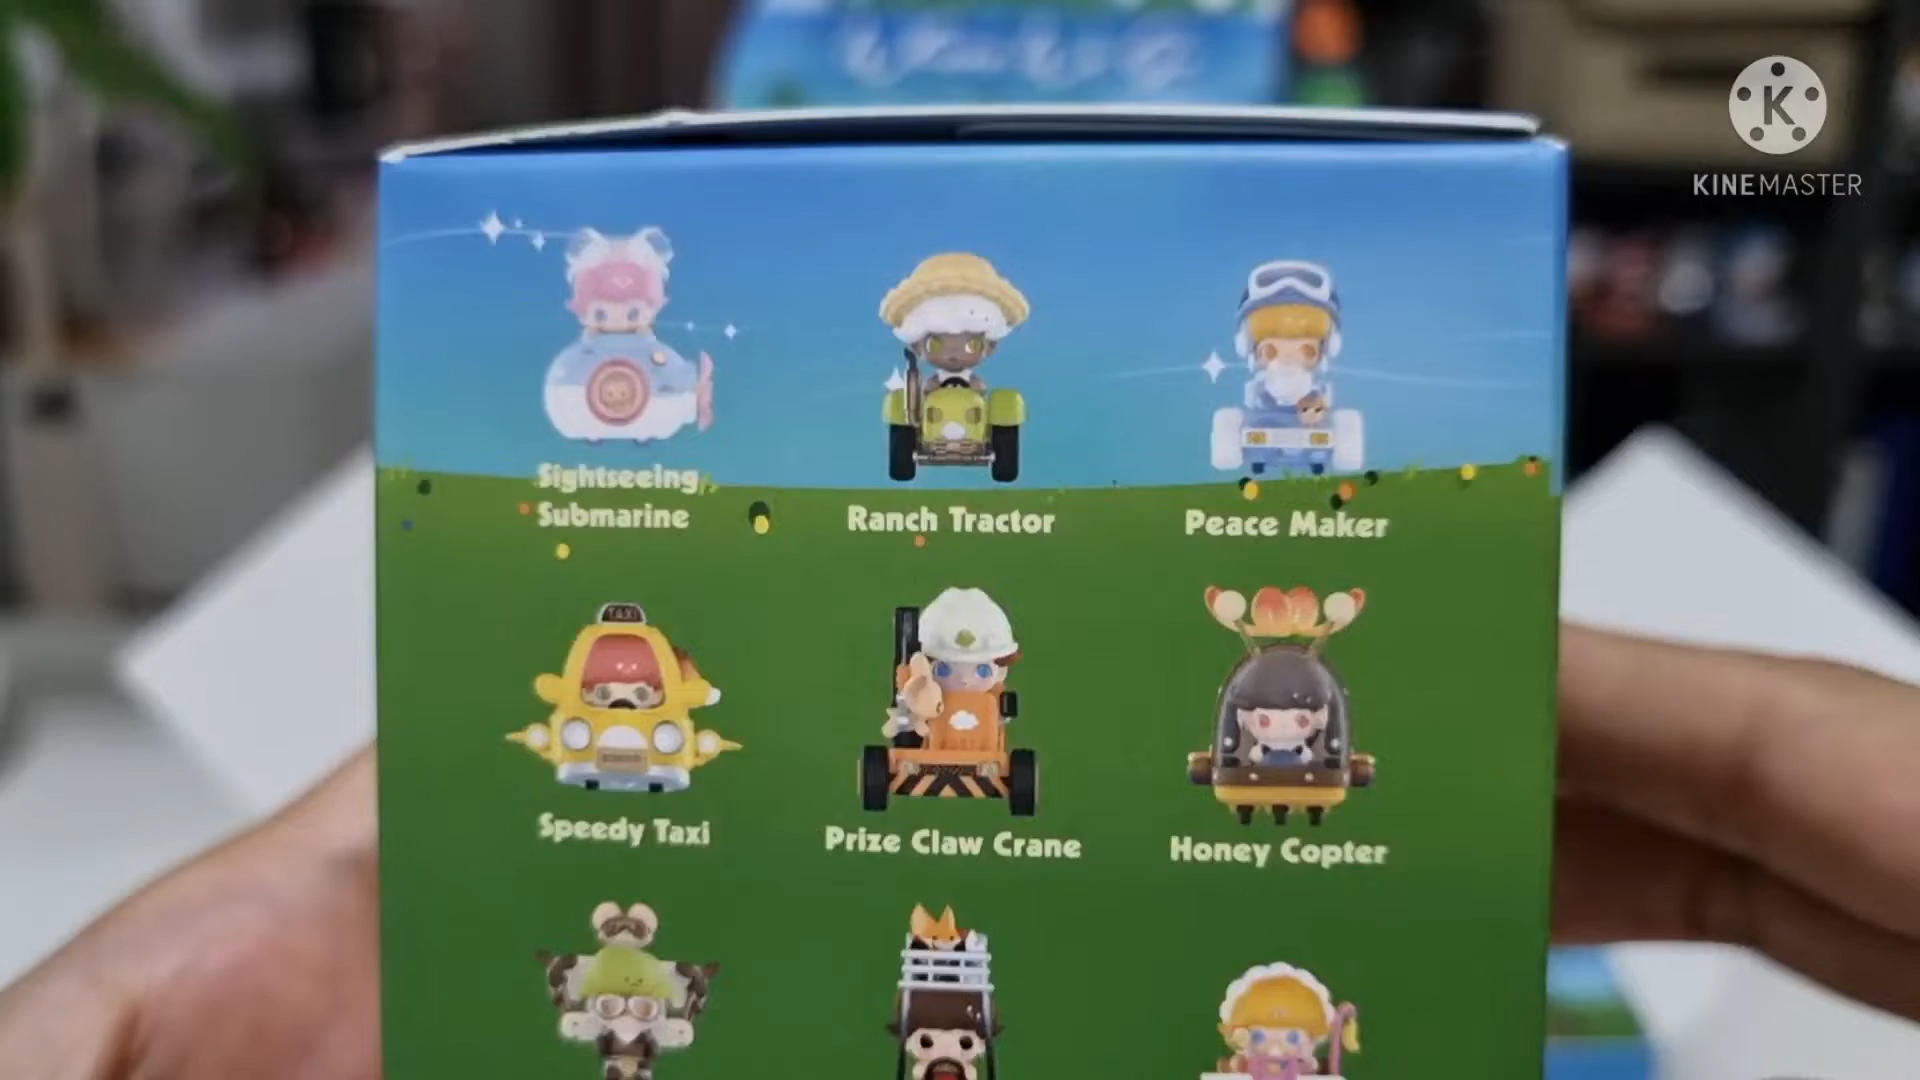 K
KINEMASTER
Sightseeing
Submarine
Ranch Tractor
Peace Maker
TAXI
Speedy Taxi
Prize Claw Crane
Honey Copter